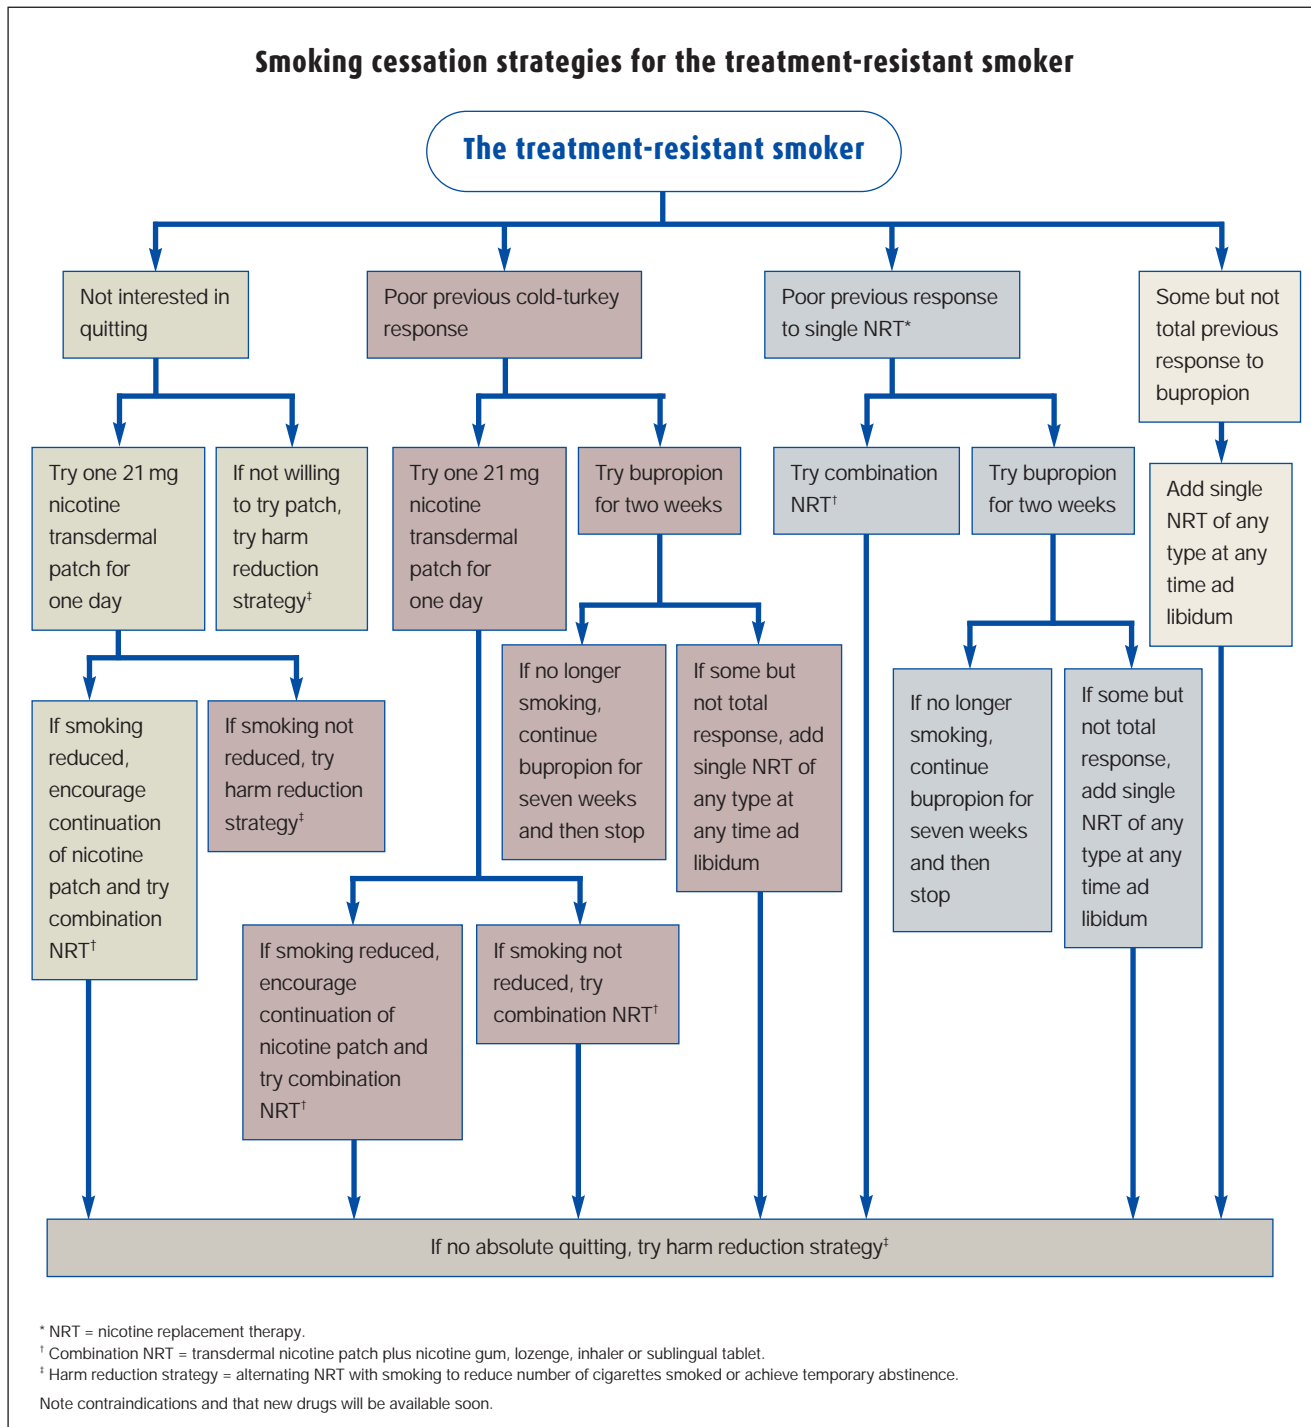 Smoking cessation strategies for the treatment-resistant smoker
The treatment-resistant smoker
Not interested in
quitting
Poor previous cold-turkey
response
Poor previous response
to single NRT*
Some but not
total previous
response to
bupropion
Try one 21 mg
nicotine
transdermal
patch for
one day
If not willing
to try patch,
try harm
reduction
strategy‡
Try one 21 mg
nicotine
transdermal
patch for
one day
Try bupropion
for two weeks
Try combination
NRT†
Try bupropion
for two weeks
Add single
NRT of any
type at any
time ad
libidum
If smoking
reduced,
encourage
continuation
of nicotine
patch and try
combination
NRT†
If smoking not
reduced, try
harm reduction
strategy‡
If no longer
smoking,
continue
bupropion for
seven weeks
and then stop
If some but
not total
response, add
single NRT of
any type at
any time ad
libidum
If no longer
smoking,
continue
bupropion for
seven weeks
and then
stop
If some but
not total
response,
add single
NRT of any
type at any
time ad
libidum
If smoking reduced,
encourage
continuation of
nicotine patch and
try combination
NRT†
If smoking not
reduced, try
combination NRT†
If no absolute quitting, try harm reduction strategy‡
* NRT = nicotine replacement therapy.
† Combination NRT = transdermal nicotine patch plus nicotine gum, lozenge, inhaler or sublingual tablet.
‡ Harm reduction strategy = alternating NRT with smoking to reduce number of cigarettes smoked or achieve temporary abstinence.
Note contraindications and that new drugs will be available soon.